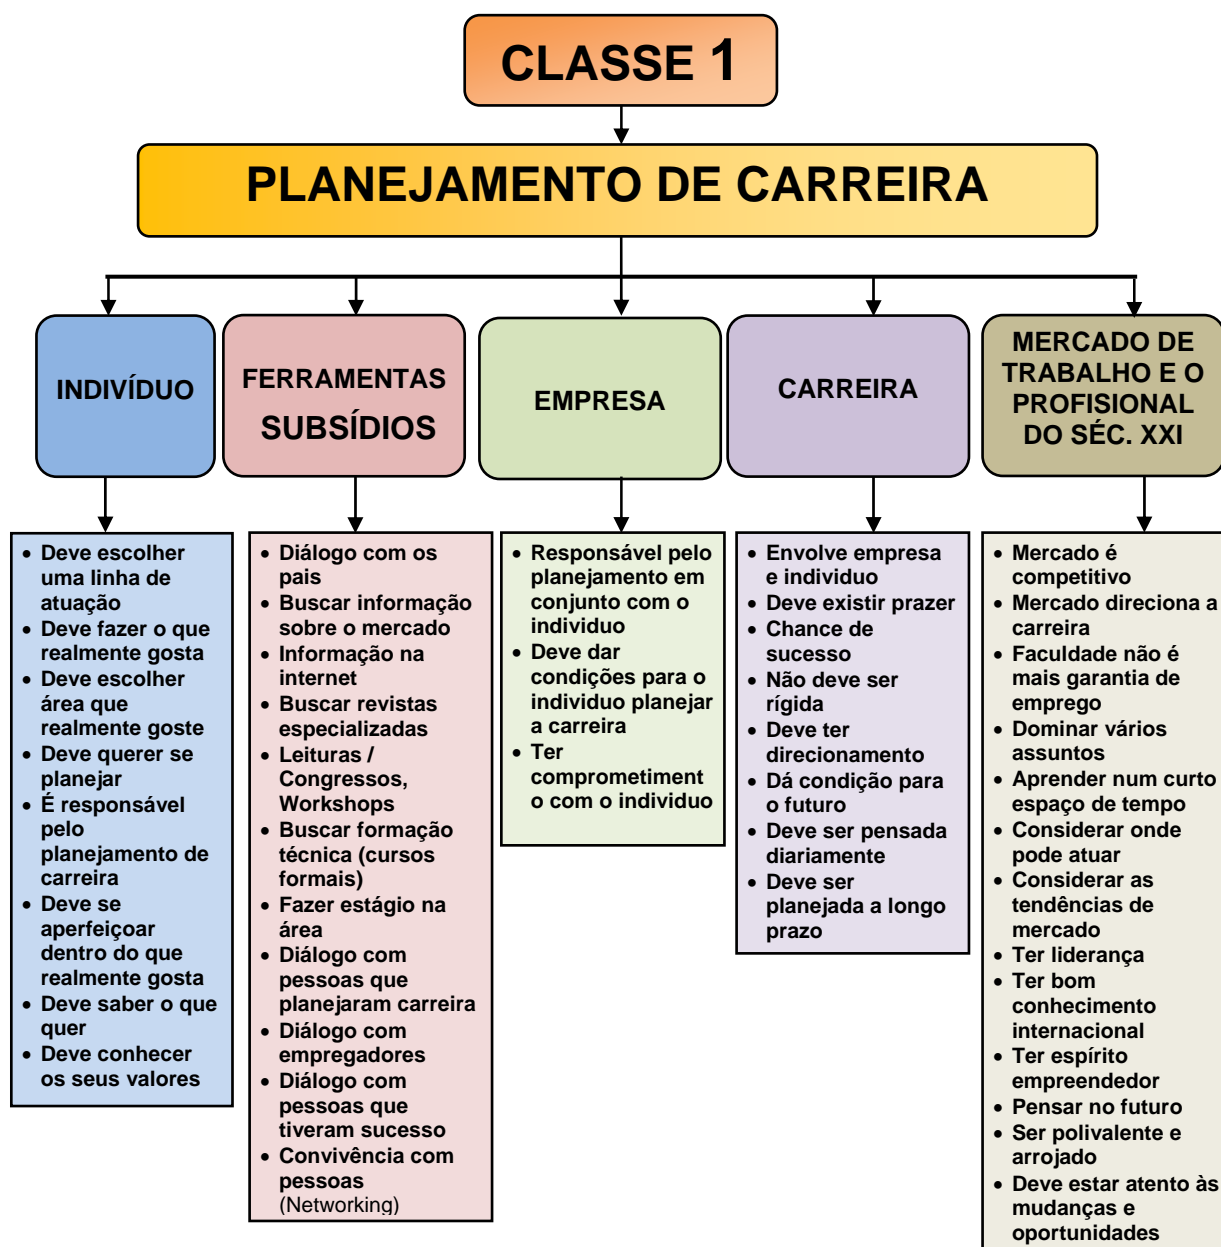 CLASSE 1
PLANEJAMENTO DE CARREIRA
INDIVÍDUO
FERRAMENTAS
SUBSÍDIOS
EMPRESA
CARREIRA
MERCADO DE
TRABALHO E O
PROFISIONAL
DO SÉC. XXI
• Deve escolher
uma linha de
atuação
• Deve fazer o que
realmente gosta
• Deve escolher
área que
realmente goste
• Deve querer se
planejar
• É responsável
pelo
planejamento de
carreira
• Deve se
aperfeiçoar
dentro do que
realmente gosta
• Deve saber o que
quer
• Deve conhecer
os seus valores
• Diálogo com os
pais
• Buscar informação
sobre o mercado
• Informação na
internet
• Buscar revistas
especializadas
• Leituras /
Congressos,
Workshops
• Buscar formação
técnica (cursos
formais)
• Fazer estágio na
área
• Diálogo com
pessoas que
planejaram carreira
• Diálogo com
empregadores
• Diálogo com
pessoas que
tiveram sucesso
• Convivência com
pessoas
(Networking)
• Responsável pelo
planejamento em
conjunto com o
individuo
• Deve dar
condições para o
individuo planejar
a carreira
• Ter
comprometiment
o com o individuo
• Envolve empresa
e individuo
• Deve existir prazer
• Chance de
sucesso
• Não deve ser
rígida
• Deve ter
direcionamento
• Dá condição para
o futuro
• Deve ser pensada
diariamente
• Deve ser
planejada a longo
prazo
• Mercado é
competitivo
• Mercado direciona a
carreira
• Faculdade não é
mais garantia de
emprego
• Dominar vários
assuntos
• Aprender num curto
espaço de tempo
• Considerar onde
pode atuar
• Considerar as
tendências de
mercado
• Ter liderança
• Ter bom
conhecimento
internacional
• Ter espírito
empreendedor
• Pensar no futuro
• Ser polivalente e
arrojado
• Deve estar atento às
mudanças e
oportunidades